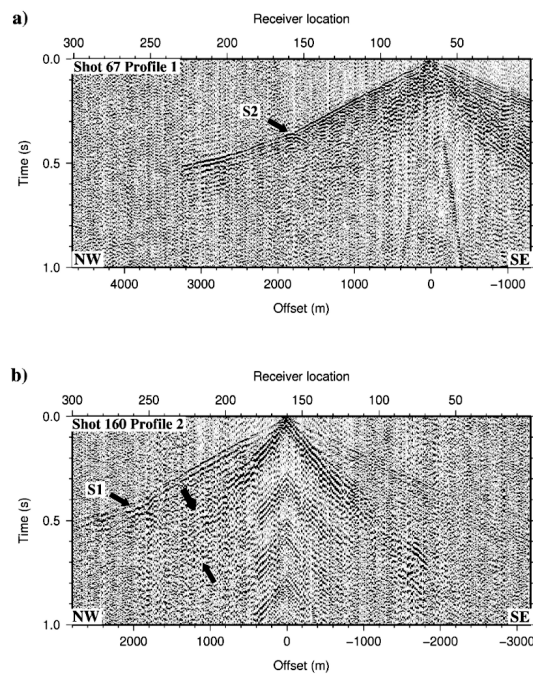 a)
Receiver location
300 250 200 150 100 50
Shot 67 Profile 1
S2
Time (s)
0.0
0.5
1.0
NW SE
4000 3000 2000 1000 0 −1000
Offset (m)
b)
Receiver location
300 250 200 150 100 50
Shot 160 Profile 2
S1
Time (s)
0.0
0.5
1.0
NW SE
2000 1000 0 −1000 −2000 −3000
Offset (m)